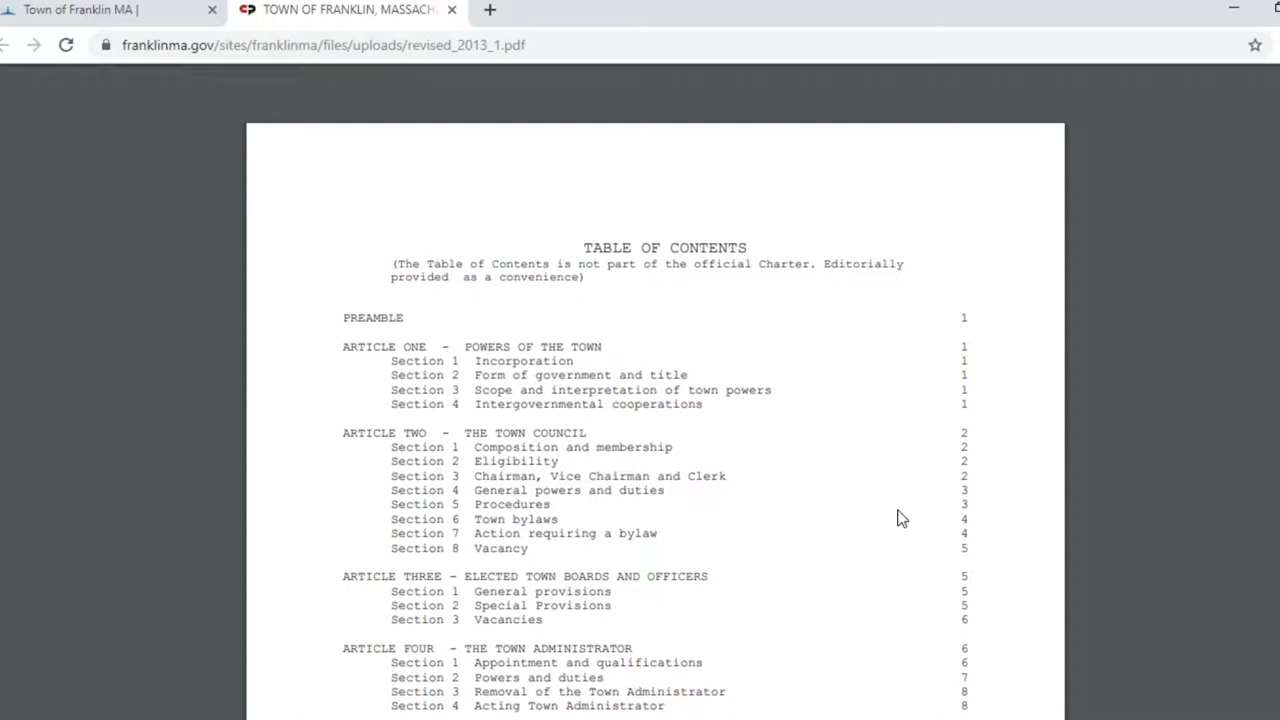 Town of Franklin MA |
TOWN OF FRANKLIN, MASSACH
franklinma.gov/sites/franklinma/files/uploads/revised_2013_1.pdf
TABLE OF CONTENTS
(The Table of Contents is not part of the official Charter. Editorially
provided as a convenience)
PREAMBLE 1
ARTICLE ONE - POWERS OF THE TOWN 1
Section 1 Incorporation 1
Section 2 Form of government and title 1
Section 3 Scope and interpretation of town powers 1
Section 4 Intergovernmental cooperations 1
ARTICLE TWO - THE TOWN COUNCIL 2
Section 1 Composition and membership 2
Section 2 Eligibility 2
Section 3 Chairman, Vice Chairman and Clerk 2
Section 4 General powers and duties 3
Section 5 Procedures 3
Section 6 Town bylaws 4
Section 7 Action requiring a bylaw 4
Section 8 Vacancy 5
ARTICLE THREE - ELECTED TOWN BOARDS AND OFFICERS 5
Section 1 General provisions 5
Section 2 Special Provisions 5
Section 3 Vacancies 6
ARTICLE FOUR - THE TOWN ADMINISTRATOR 6
Section 1 Appointment and qualifications 6
Section 2 Powers and duties 7
Section 3 Removal of the Town Administrator 8
Section 4 Acting Town Administrator 8